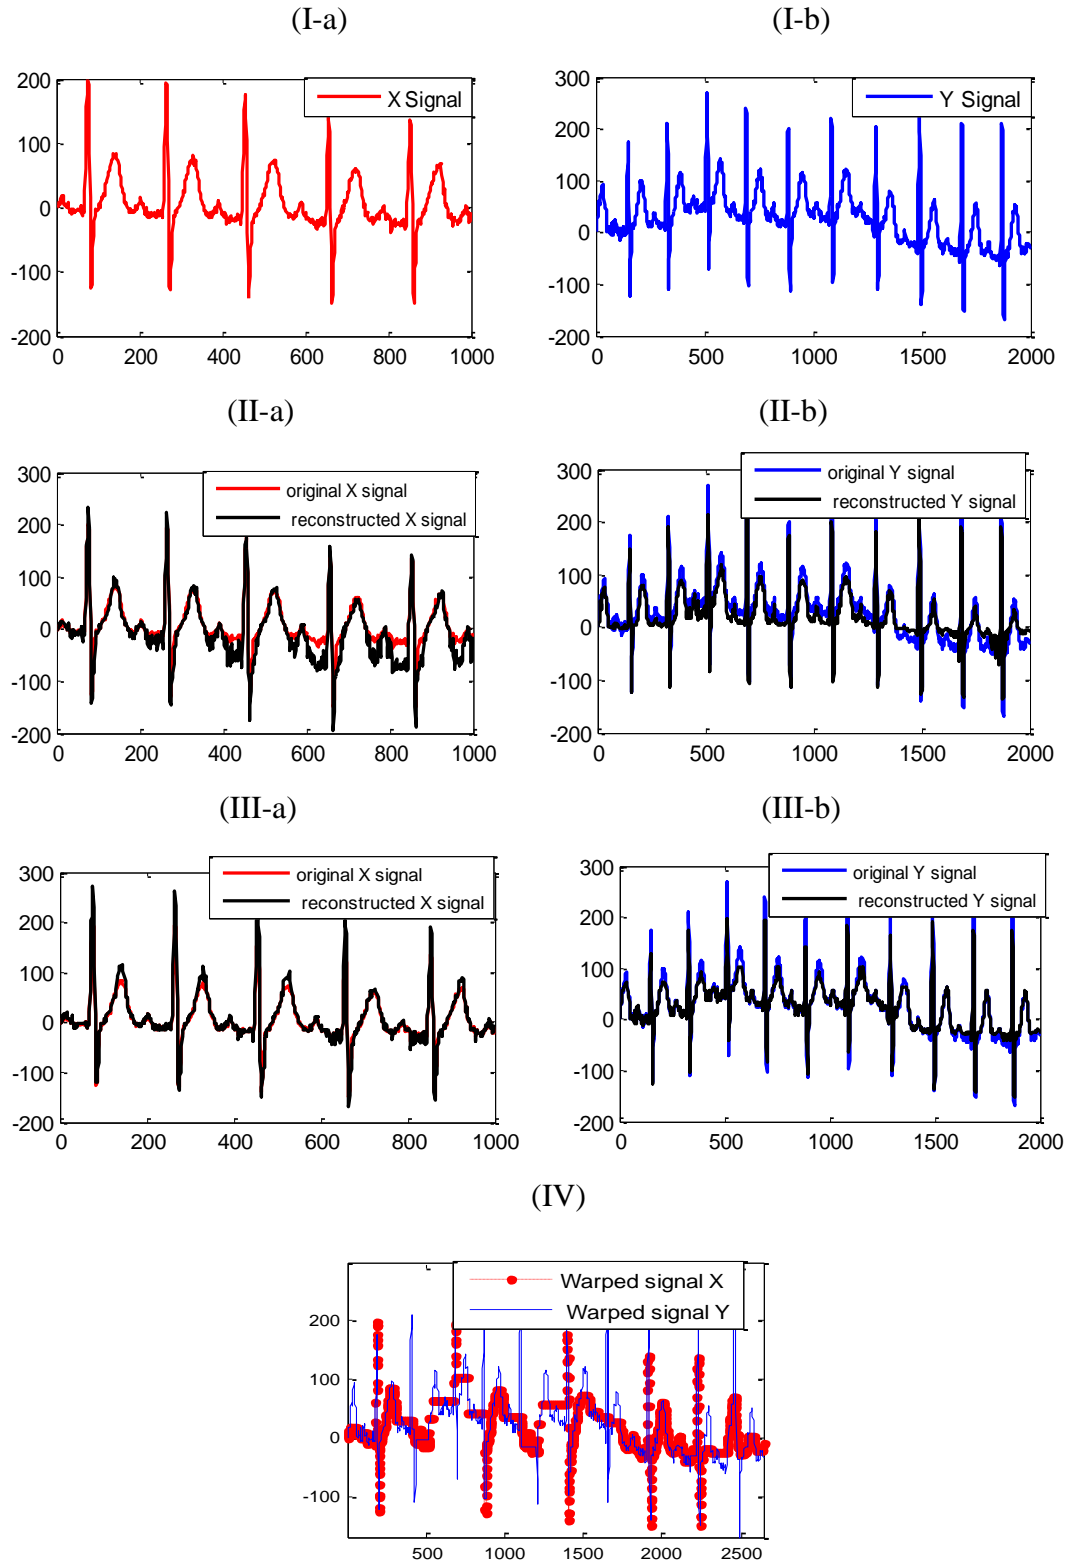 (I-a)
(I-b)
X Signal
200
100
0
-100
-200
0 200 400 600 800 1000
Y Signal
300
200
100
0
-100
-200
0 500 1000 1500 2000
(II-a)
(II-b)
original X signal
reconstructed X signal
300
200
100
0
-100
-200
0 200 400 600 800 1000
original Y signal
reconstructed Y signal
300
200
100
0
-100
-200
0 500 1000 1500 2000
(III-a)
(III-b)
original X signal
reconstructed X signal
300
200
100
0
-100
-200
0 200 400 600 800 1000
original Y signal
reconstructed Y signal
300
200
100
0
-100
-200
0 500 1000 1500 2000
(IV)
Warped signal X
Warped signal Y
200
100
0
-100
500 1000 1500 2000 2500